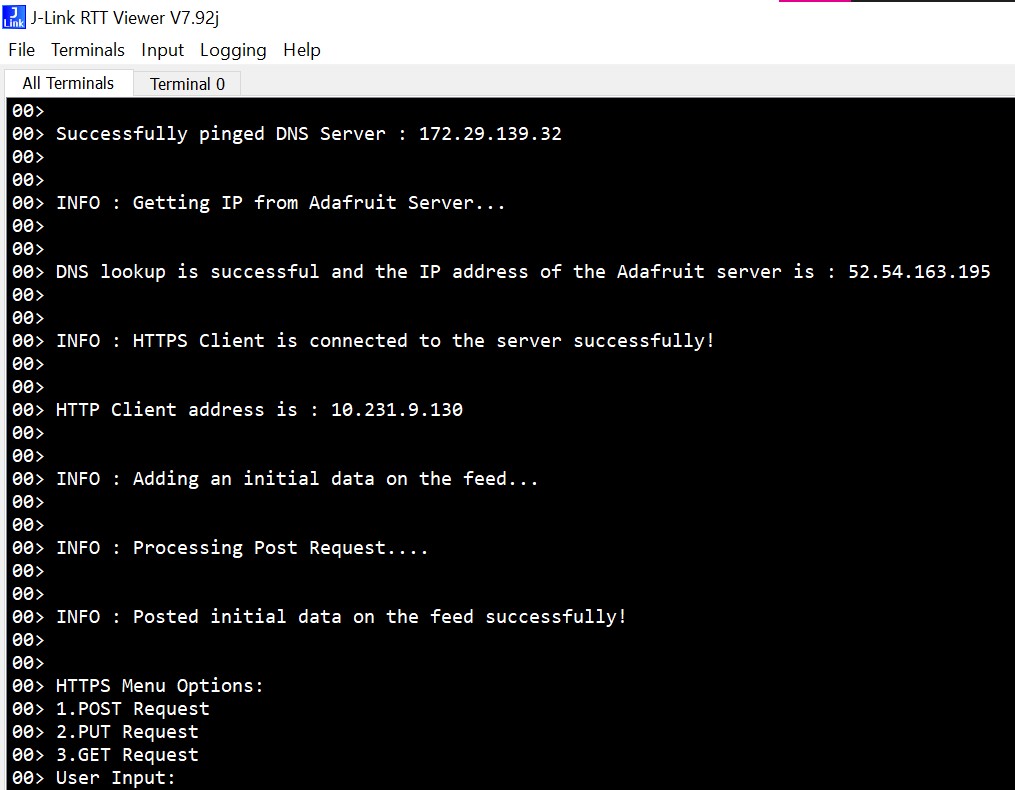 J-Link RTT Viewer V7.92j
File Terminals Input Logging Help
All Terminals Terminal 0
00>
00> Successfully pinged DNS Server : 172.29.139.32
00>
00>
00> INFO : Getting IP from Adafruit Server...
00>
00>
00> DNS lookup is successful and the IP address of the Adafruit server is : 52.54.163.195
00>
00>
00> INFO : HTTPS Client is connected to the server successfully!
00>
00>
00> HTTP Client address is : 10.231.9.130
00>
00>
00> INFO : Adding an initial data on the feed...
00>
00>
00> INFO : Processing Post Request....
00>
00>
00> INFO : Posted initial data on the feed successfully!
00>
00>
00> HTTPS Menu Options:
00> 1.POST Request
00> 2.PUT Request
00> 3.GET Request
00> User Input: